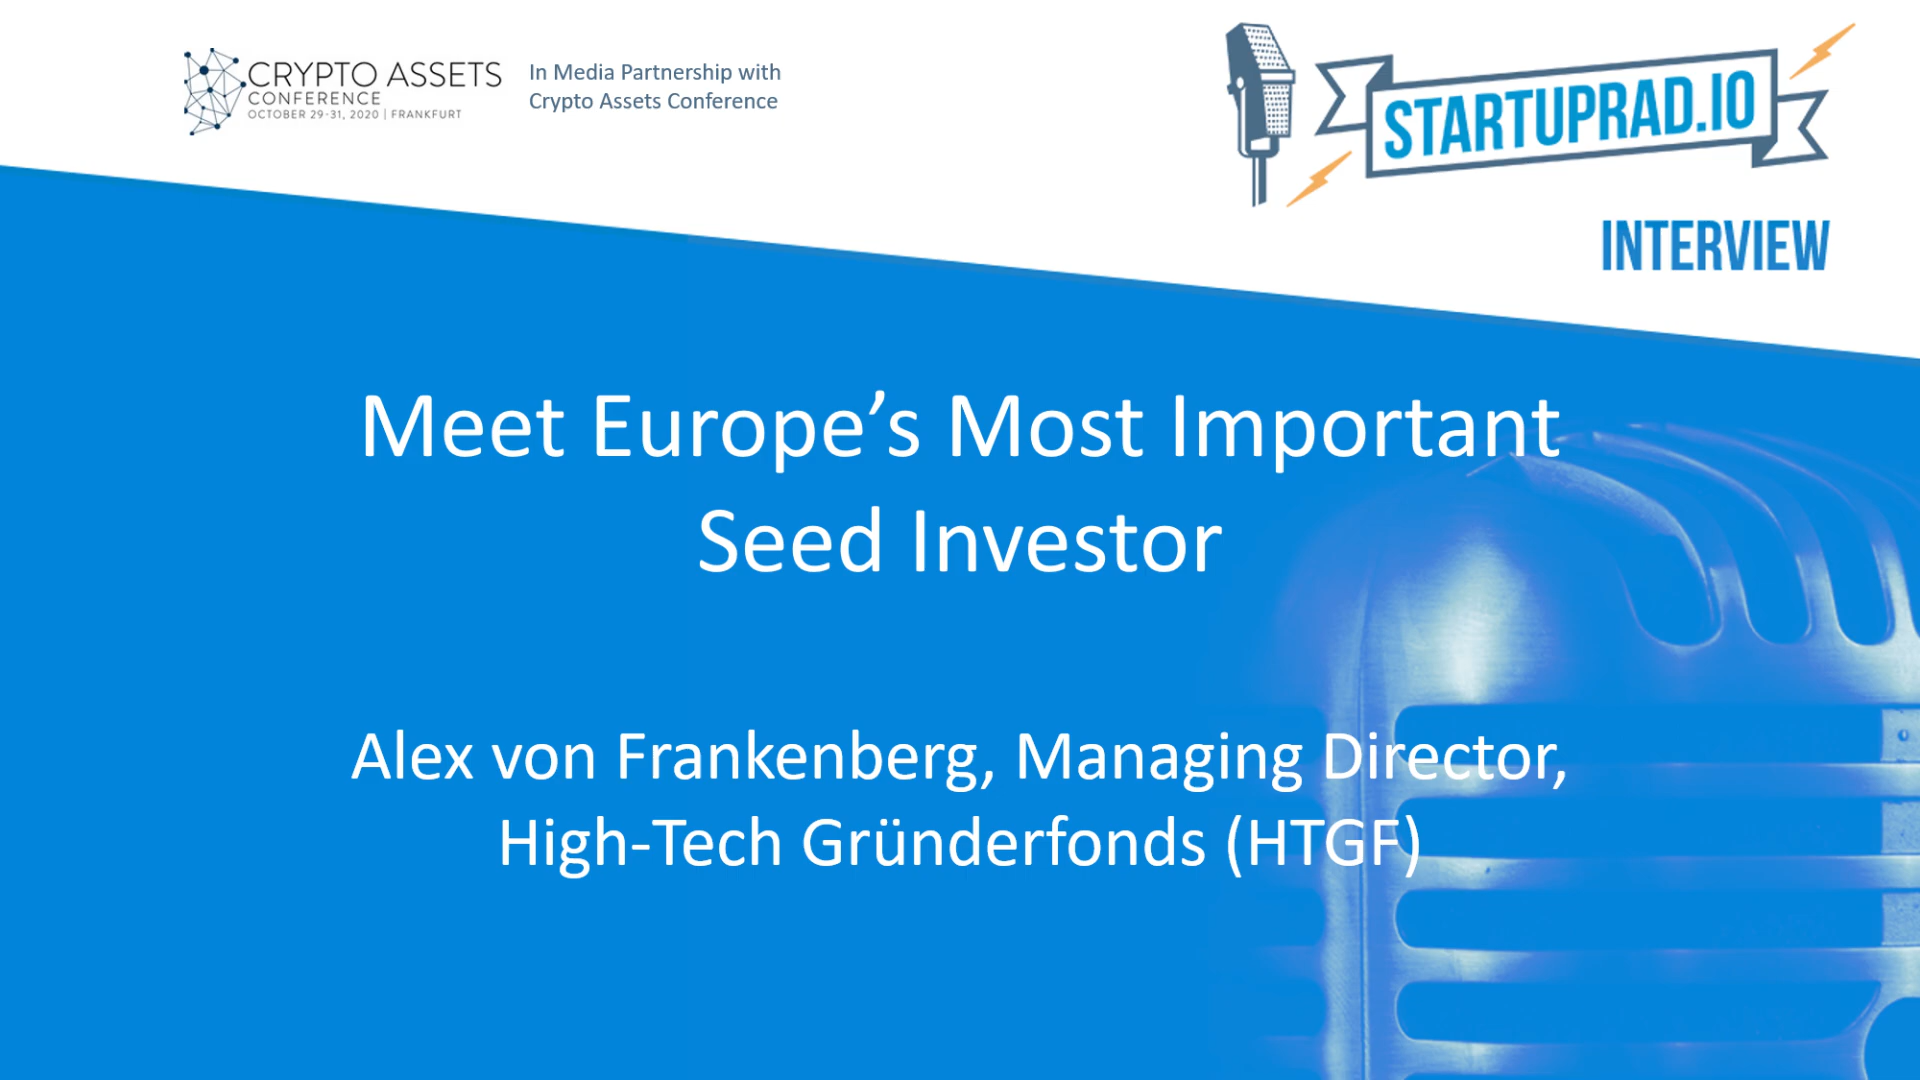 CRYPTO ASSETS
CONFERENCE
OCTOBER 29-31, 2020 | FRANKFURT
In Media Partnership with
Crypto Assets Conference
STARTUPRAD.IO
INTERVIEW
Meet Europe’s Most Important
Seed Investor
Alex von Frankenberg, Managing Director,
High-Tech Gründerfonds (HTGF)